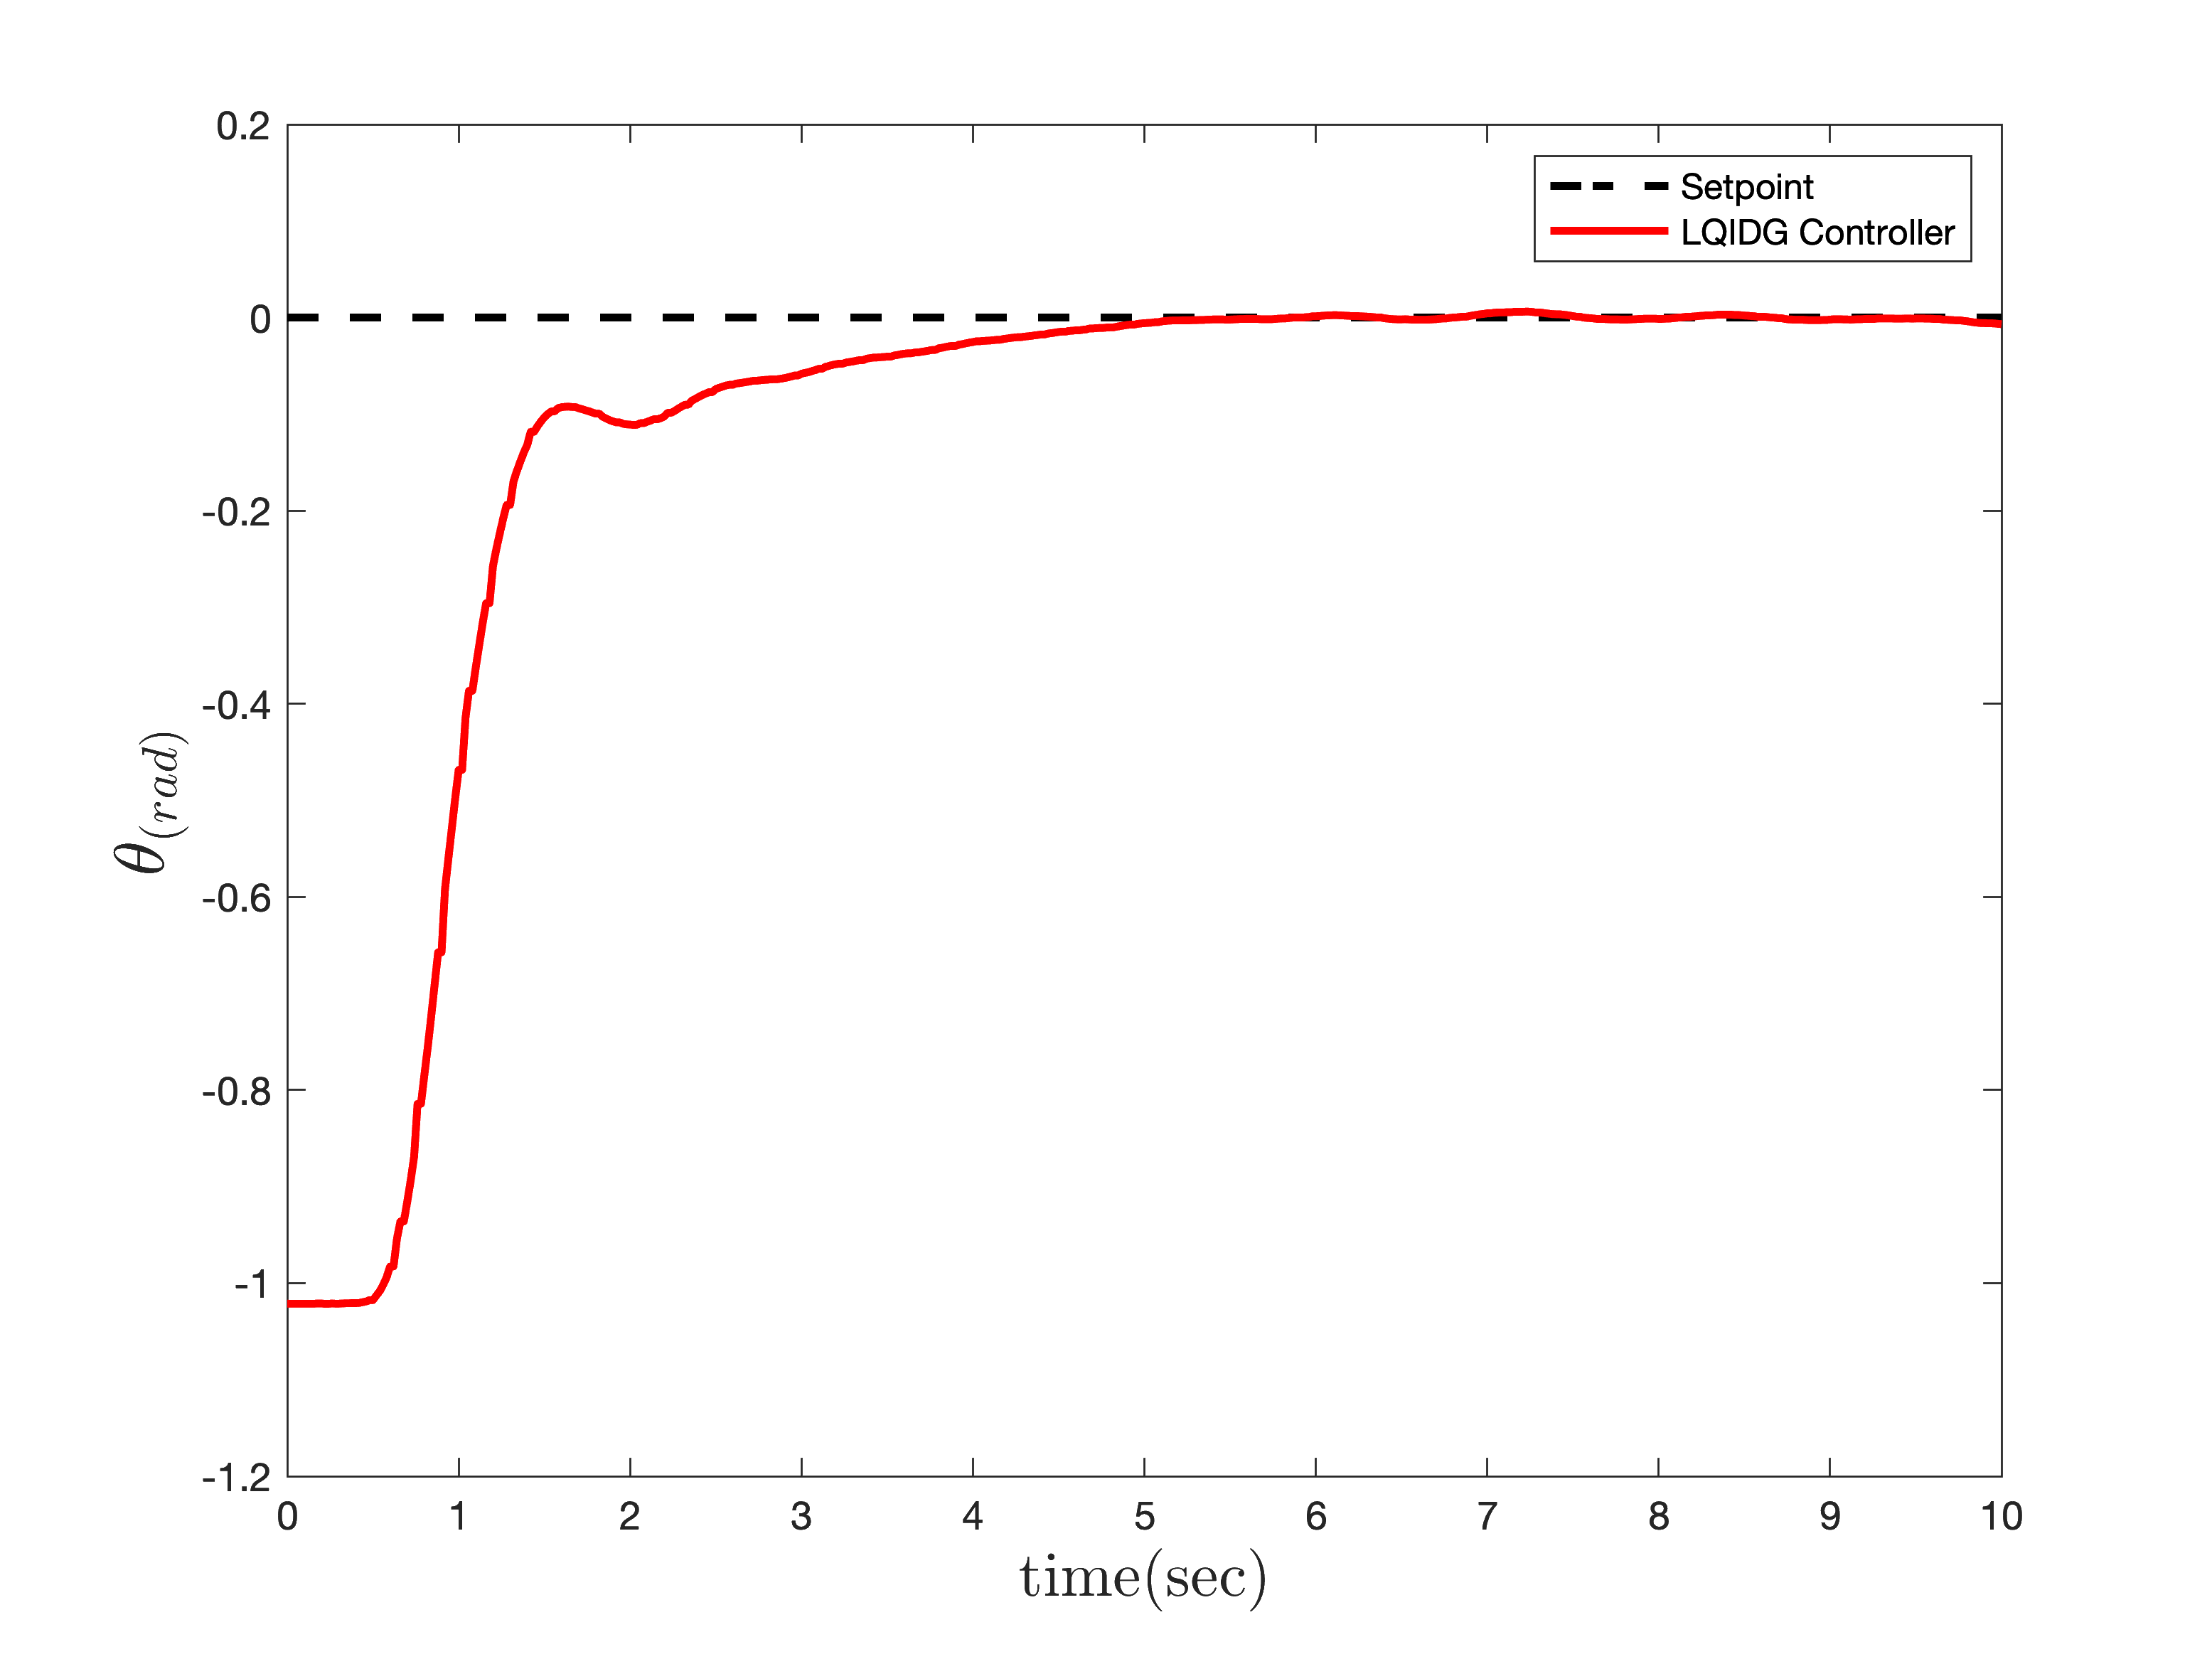 0.2
0
-0.2
-0.4
-0.6
-0.8
-1
-1.2
θ(rad)
Setpoint
LQIDG Controller
0 1 2 3 4 5 6 7 8 9 10
time(sec)